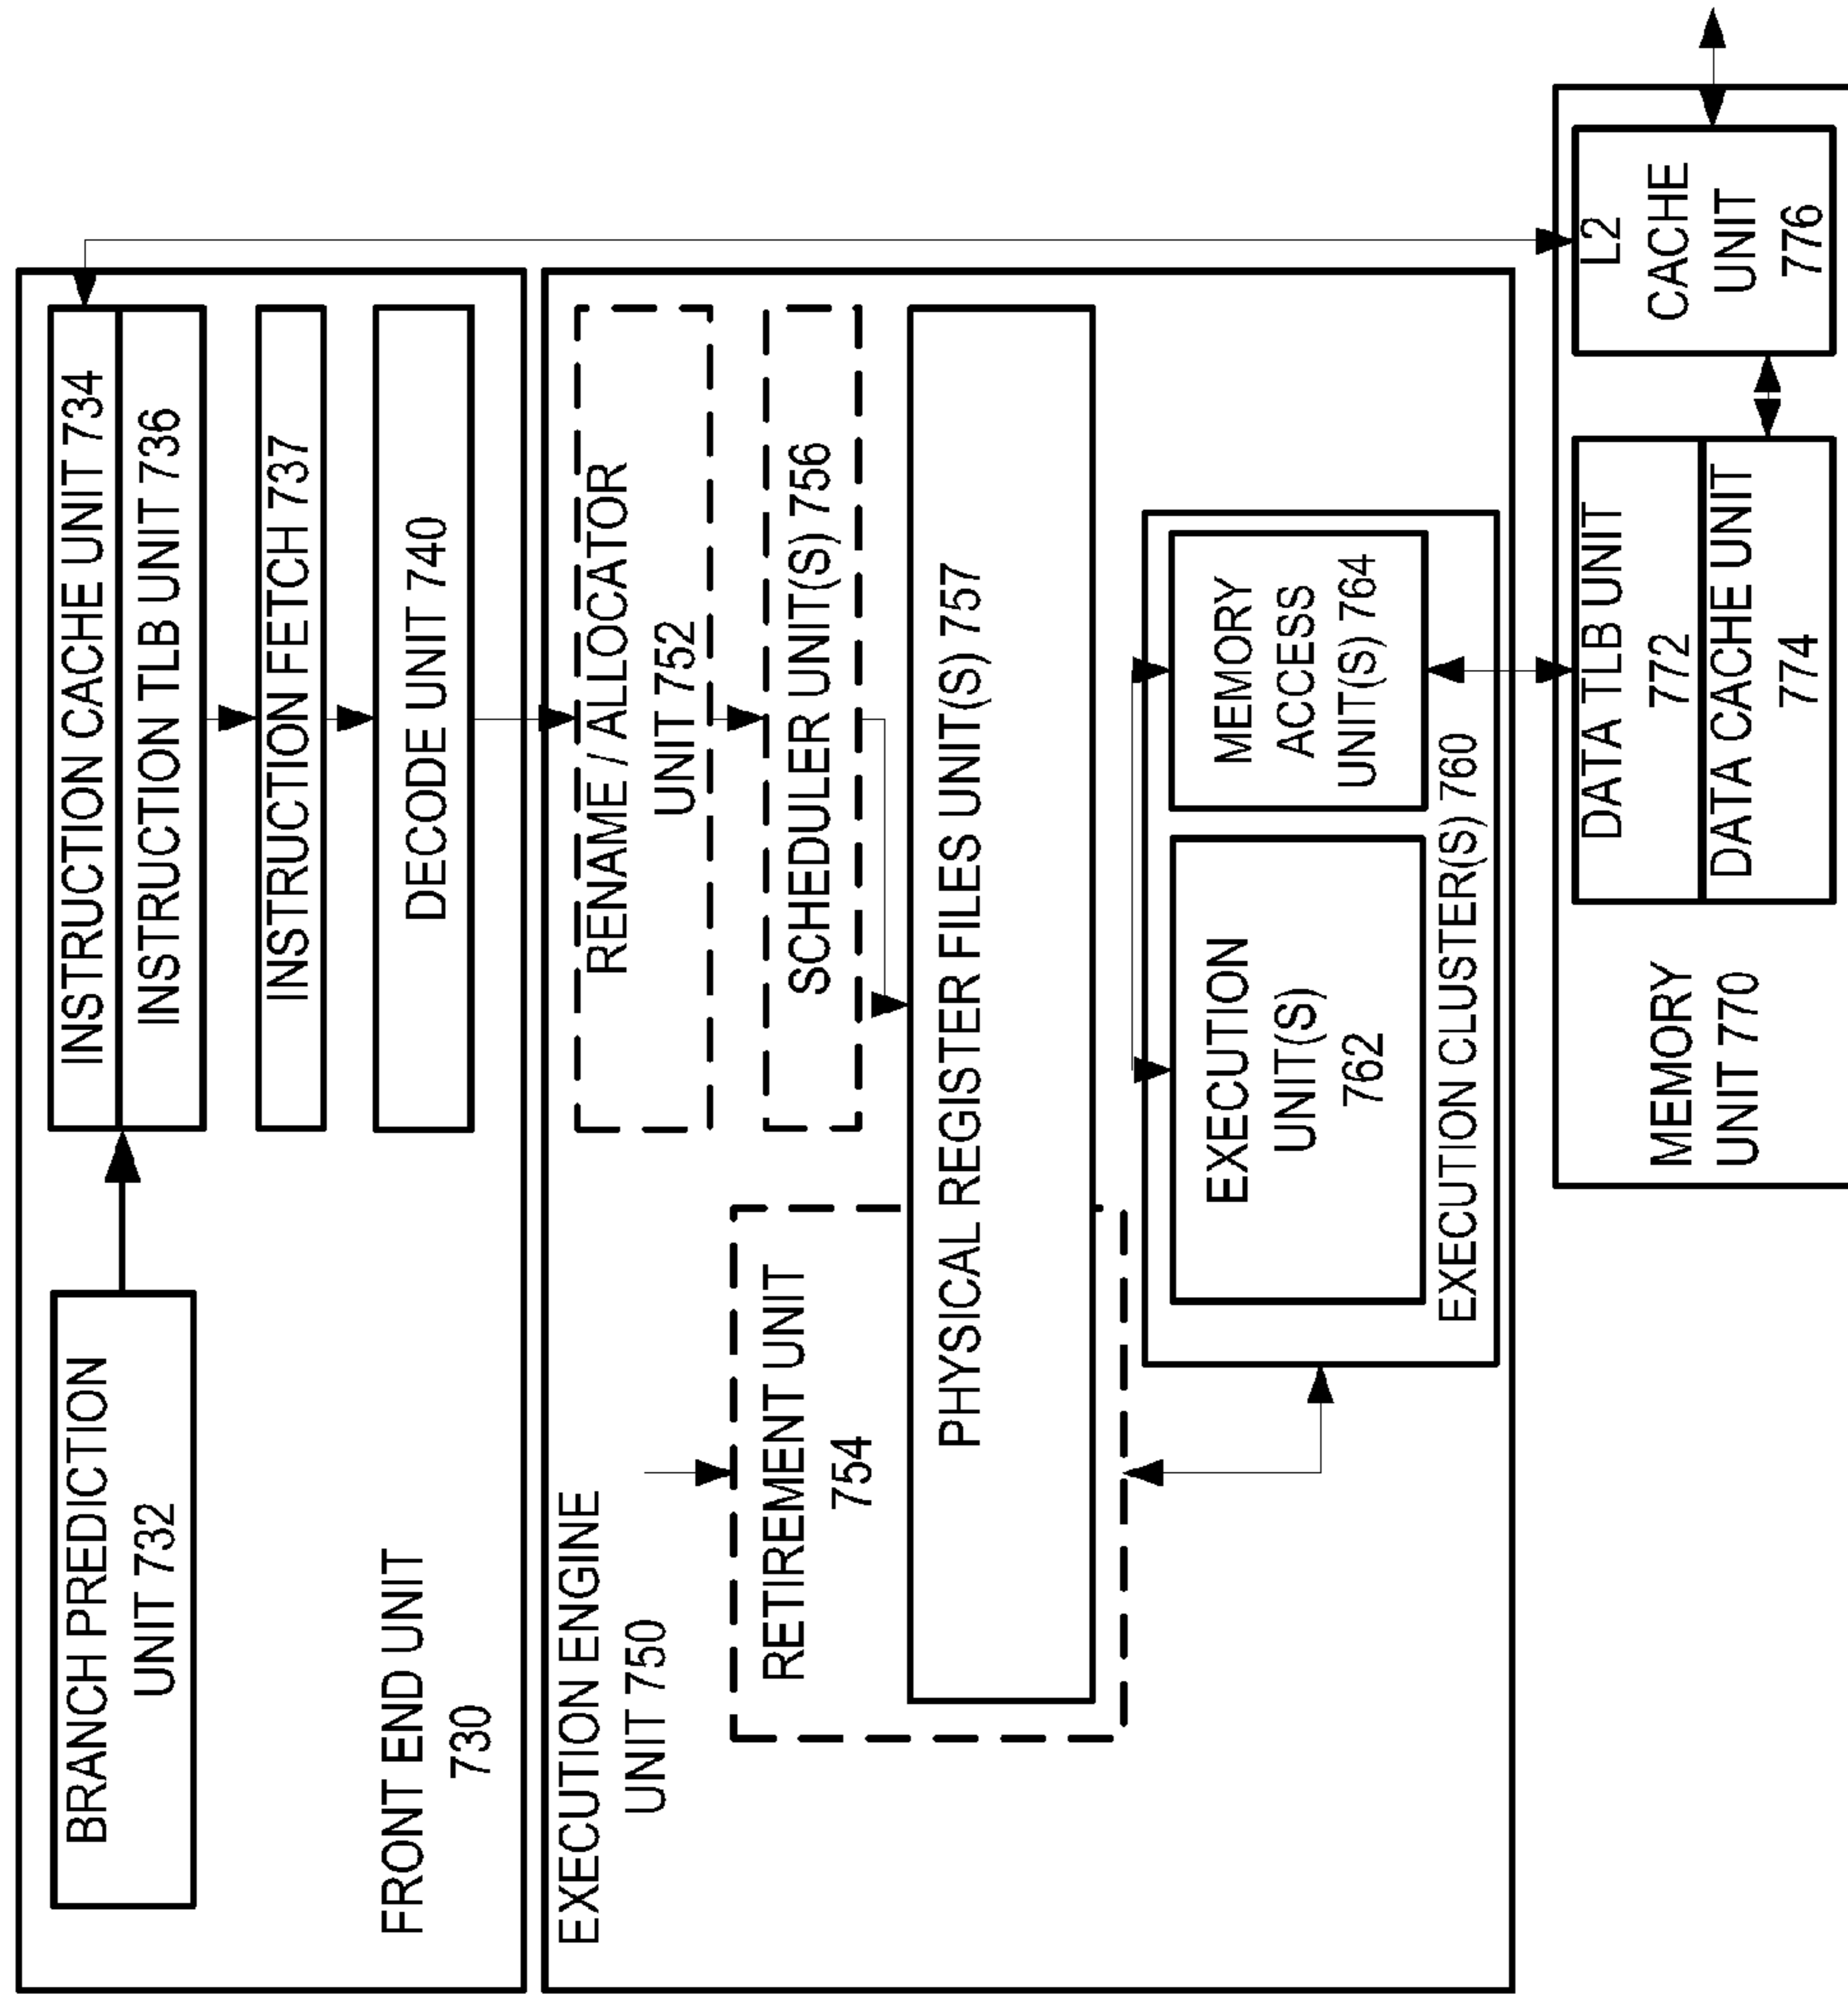 BRANCH PREDICTION
UNIT 732
INSTRUCTION CACHE UNIT 734
INSTRUCTION TLB UNIT 736
INSTRUCTION FETCH 737
DECODE UNIT 740
FRONT END UNIT
730
EXECUTION ENGINE
UNIT 750
RENAME / ALLOCATOR
UNIT 752
RETIREMENT UNIT
754
SCHEDULER UNIT(S) 756
PHYSICAL REGISTER FILES UNIT(S) 757
EXECUTION
UNIT(S)
762
MEMORY
ACCESS
UNIT(S) 764
EXECUTION CLUSTER(S) 760
MEMORY
UNIT 770
DATA TLB UNIT
772
DATA CACHE UNIT
774
L2
CACHE
UNIT
776